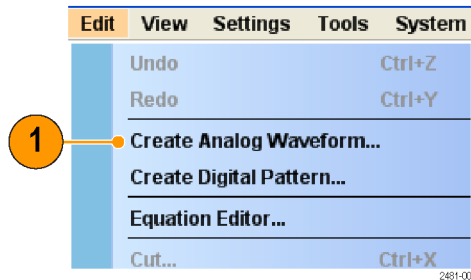 Edit View Settings Tools System
Undo Ctrl+Z
Redo Ctrl+Y
1
Create Analog Waveform...
Create Digital Pattern...
Equation Editor...
Cut... Ctrl+X
2481-00